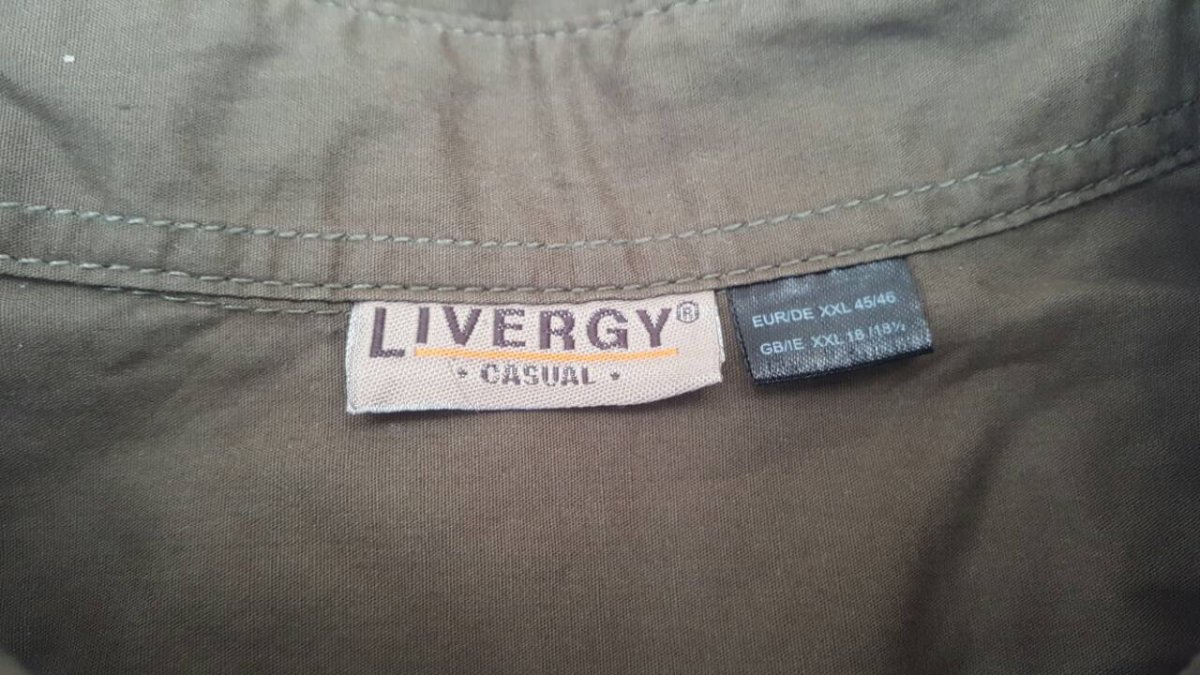 LIVERGY®
• CASUAL •
EUR/DE XXL 45/46
GB/IE XXL 18 /18½